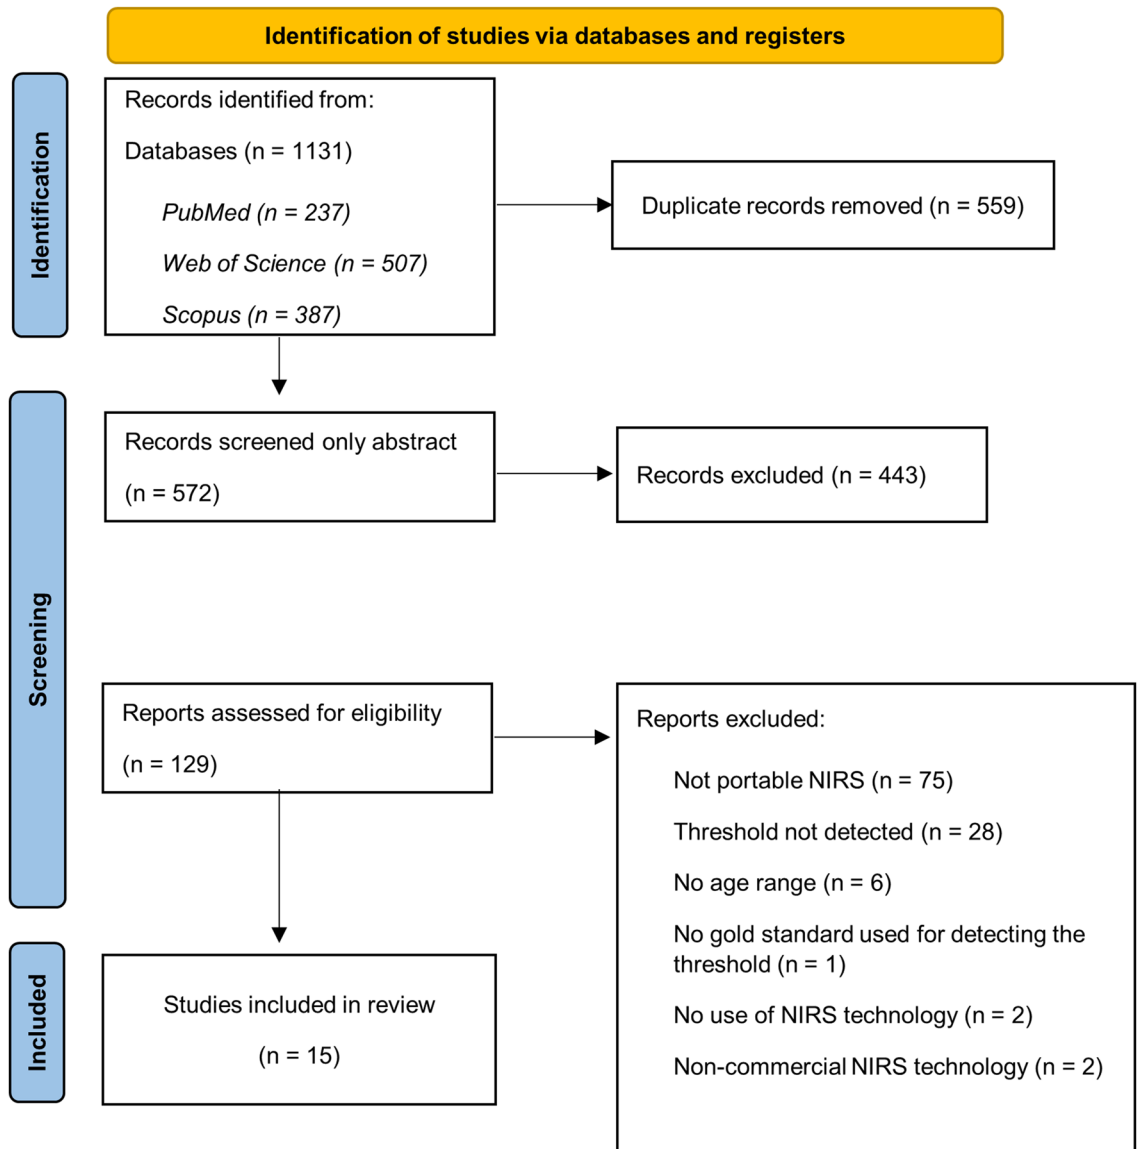 Identification of studies via databases and registers
Identification
Records identified from:
Databases (n = 1131)
PubMed (n = 237)
Web of Science (n = 507)
Scopus (n = 387)
Duplicate records removed (n = 559)
Screening
Records screened only abstract
(n = 572)
Records excluded (n = 443)
Reports assessed for eligibility
(n = 129)
Reports excluded:
Not portable NIRS (n = 75)
Threshold not detected (n = 28)
No age range (n = 6)
No gold standard used for detecting the
threshold (n = 1)
No use of NIRS technology (n = 2)
Non-commercial NIRS technology (n = 2)
Included
Studies included in review
(n = 15)